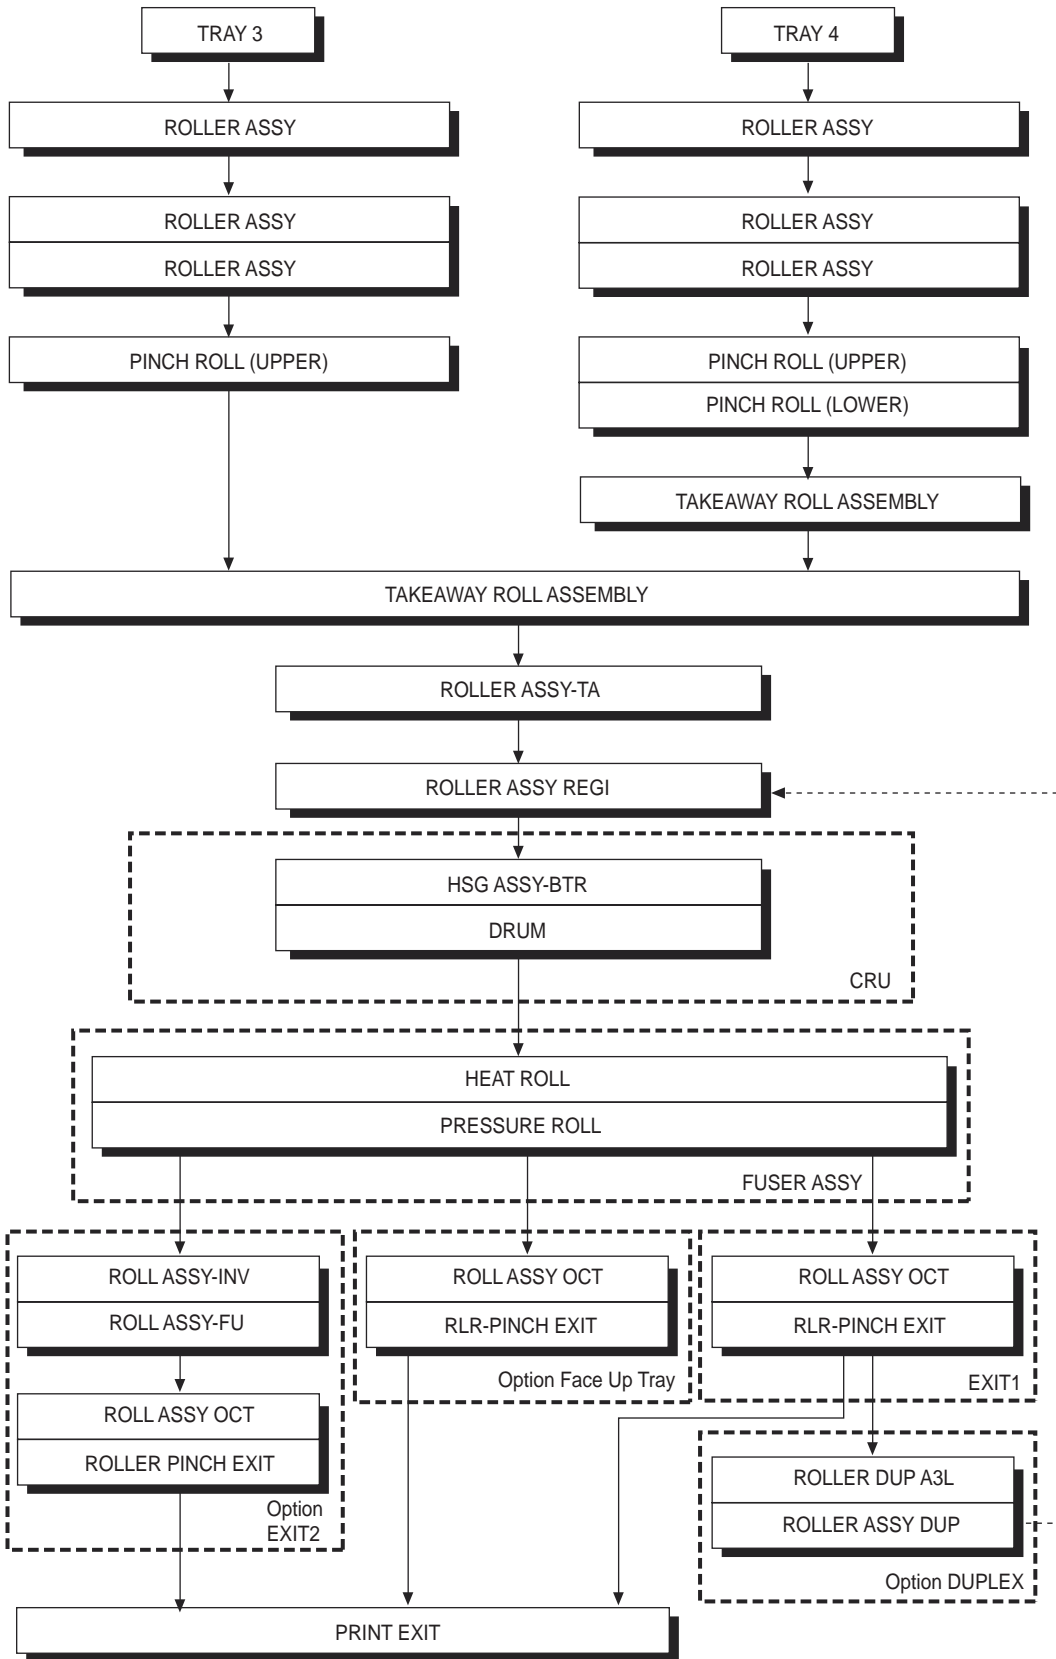 TRAY 3
TRAY 4
ROLLER ASSY
ROLLER ASSY
ROLLER ASSY
ROLLER ASSY
ROLLER ASSY
ROLLER ASSY
PINCH ROLL (UPPER)
PINCH ROLL (UPPER)
PINCH ROLL (LOWER)
TAKEAWAY ROLL ASSEMBLY
TAKEAWAY ROLL ASSEMBLY
ROLLER ASSY-TA
ROLLER ASSY REGI
HSG ASSY-BTR
DRUM
CRU
HEAT ROLL
PRESSURE ROLL
FUSER ASSY
ROLL ASSY-INV
ROLL ASSY-FU
ROLL ASSY OCT
ROLLER PINCH EXIT
Option
EXIT2
ROLL ASSY OCT
RLR-PINCH EXIT
Option Face Up Tray
ROLL ASSY OCT
RLR-PINCH EXIT
EXIT1
ROLLER DUP A3L
ROLLER ASSY DUP
Option DUPLEX
PRINT EXIT